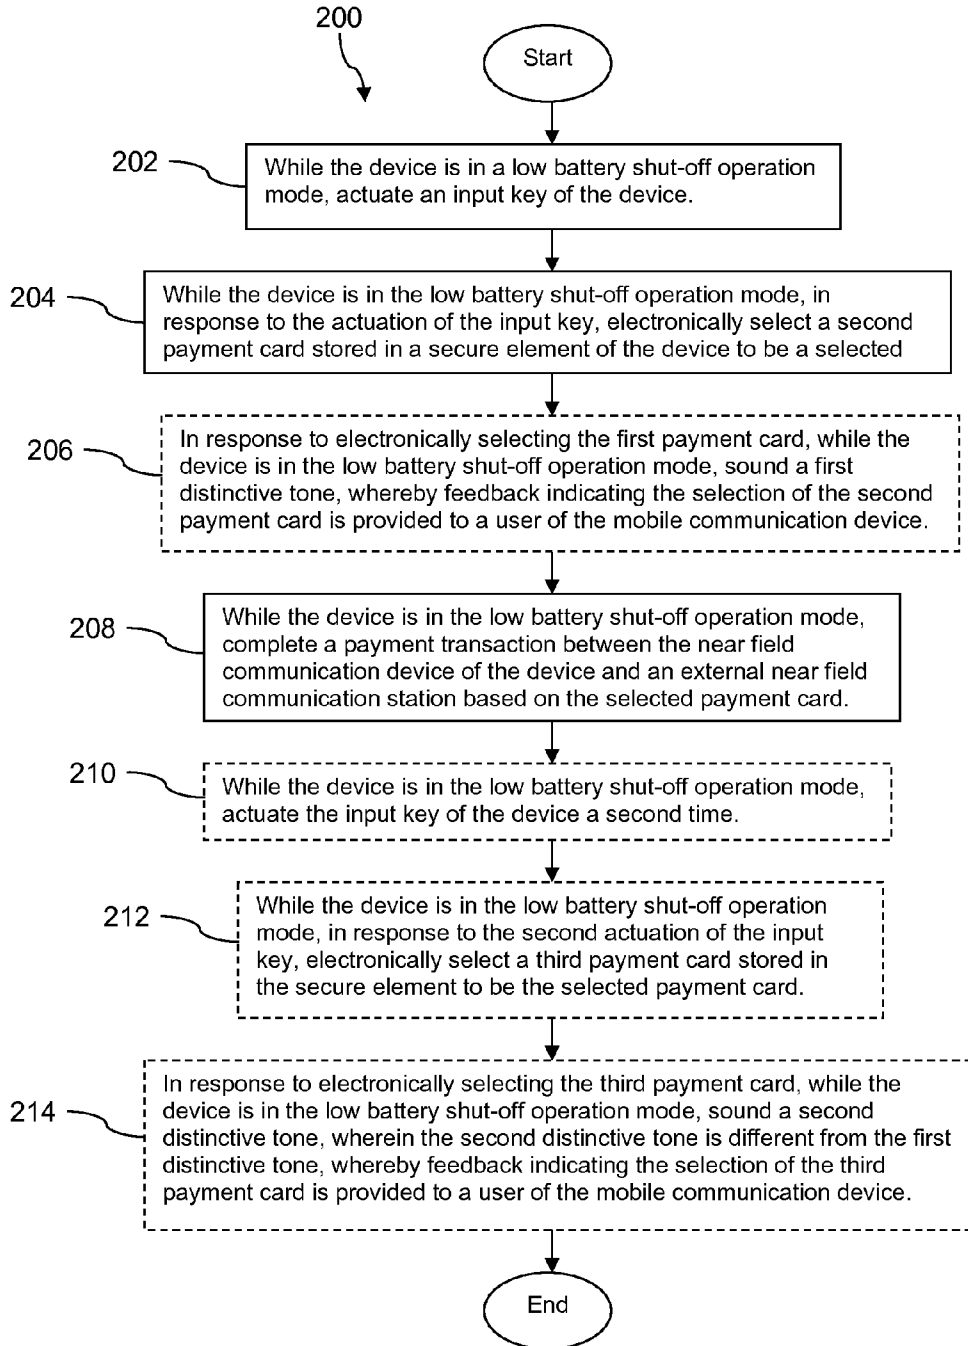 200
Start
202
While the device is in a low battery shut-off operation
mode, actuate an input key of the device.
204
While the device is in the low battery shut-off operation mode, in
response to the actuation of the input key, electronically select a second
payment card stored in a secure element of the device to be a selected
206
In response to electronically selecting the first payment card, while the
device is in the low battery shut-off operation mode, sound a first
distinctive tone, whereby feedback indicating the selection of the second
payment card is provided to a user of the mobile communication device.
208
While the device is in the low battery shut-off operation mode,
complete a payment transaction between the near field
communication device of the device and an external near field
communication station based on the selected payment card.
210
While the device is in the low battery shut-off operation mode,
actuate the input key of the device a second time.
212
While the device is in the low battery shut-off operation
mode, in response to the second actuation of the input
key, electronically select a third payment card stored in
the secure element to be the selected payment card.
214
In response to electronically selecting the third payment card, while the
device is in the low battery shut-off operation mode, sound a second
distinctive tone, wherein the second distinctive tone is different from the first
distinctive tone, whereby feedback indicating the selection of the third
payment card is provided to a user of the mobile communication device.
End